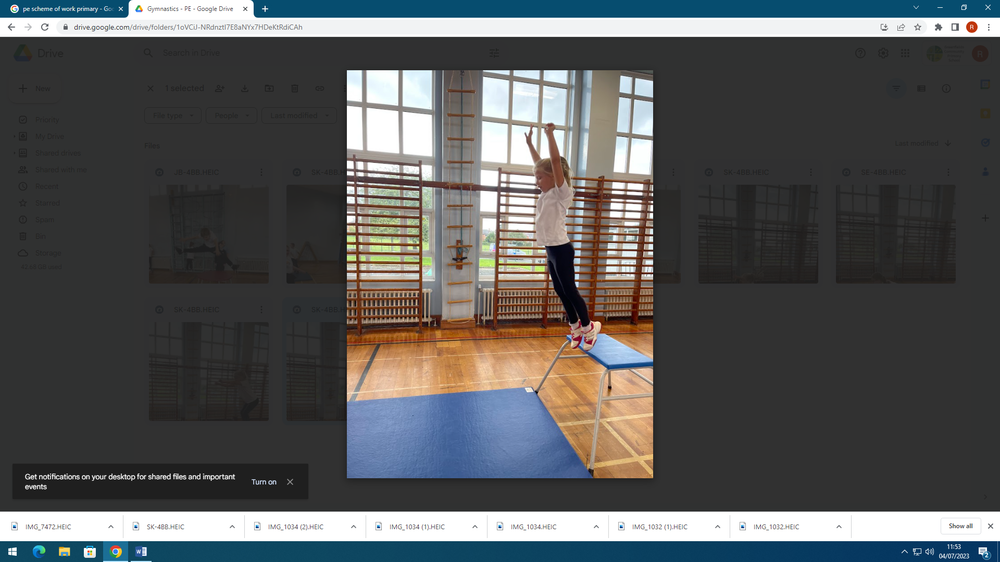 pe scheme of work primary - Goo
Gymnastics - PE - Google Drive
drive.google.com/drive/folders/1oVCiJ-NRdnztI7E8aNYx7HDeKtRdiCAh
R
Drive
Search in Drive
R
New
1 selected
File type
People
Last modified
Priority
My Drive
Shared drives
Shared with me
Recent
Starred
Spam
Bin
Storage
42.68 GB used
Files
Last modified
JB-4BB.HEIC
SK-4BB.H
SK-4BB.HEIC
SE-4BB.HEIC
SK-4BB.HEIC
SK-4BB.HE
Get notifications on your desktop for shared files and important
events
Turn on
IMG_7472.HEIC
SK-4BB.HEIC
IMG_1034 (2).HEIC
IMG_1034 (1).HEIC
IMG_1034.HEIC
IMG_1032 (1).HEIC
IMG_1032.HEIC
Show all
11:53
04/07/2023
2